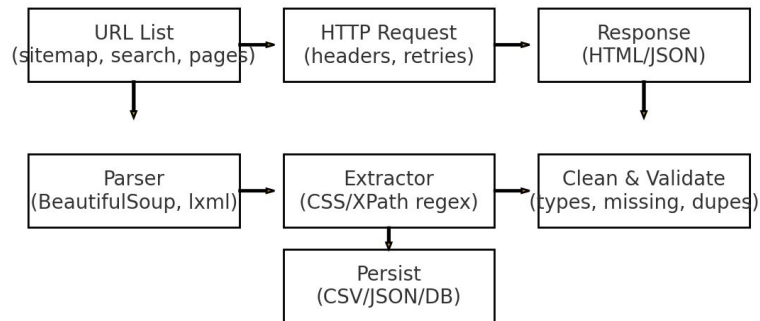 URL List
(sitemap, search, pages)
HTTP Request
(headers, retries)
Response
(HTML/JSON)
Parser
(BeautifulSoup, lxml)
Extractor
(CSS/XPath regex)
Clean & Validate
(types, missing, dupes)
Persist
(CSV/JSON/DB)